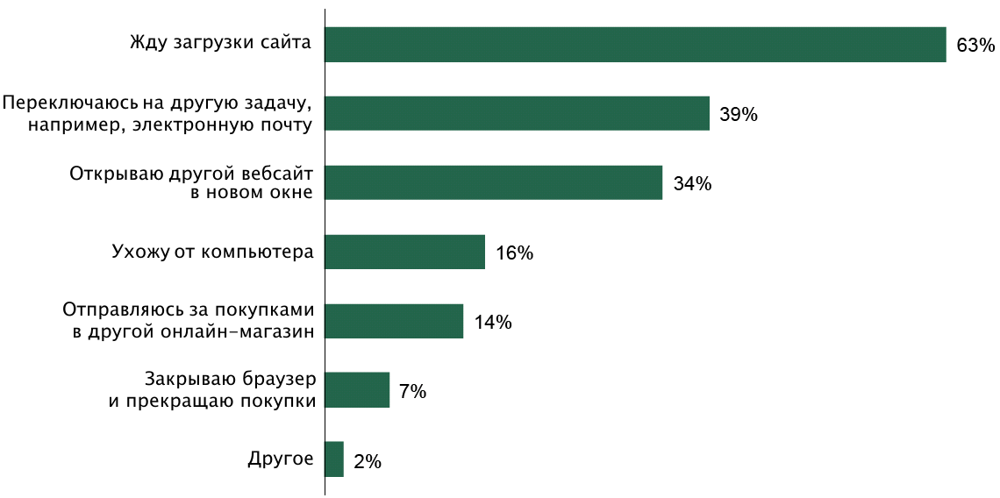 Жду загрузки сайта
63%
Переключаюсь на другую задачу,
например, электронную почту
39%
Открываю другой вебсайт
в новом окне
34%
Ухожу от компьютера
16%
Отправляюсь за покупками
в другой онлайн-магазин
14%
Закрываю браузер
и прекращаю покупки
7%
Другое
2%